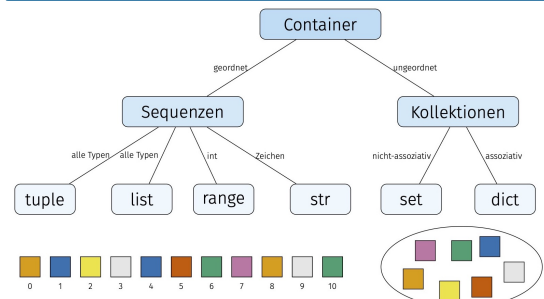 Container
geordnet
ungeordnet
Sequenzen
Kollektionen
alle Typen
alle Typen
int
Zeichen
nicht-assoziativ
assoziativ
tuple
list
range
str
set
dict
0 1 2 3 4 5 6 7 8 9 10